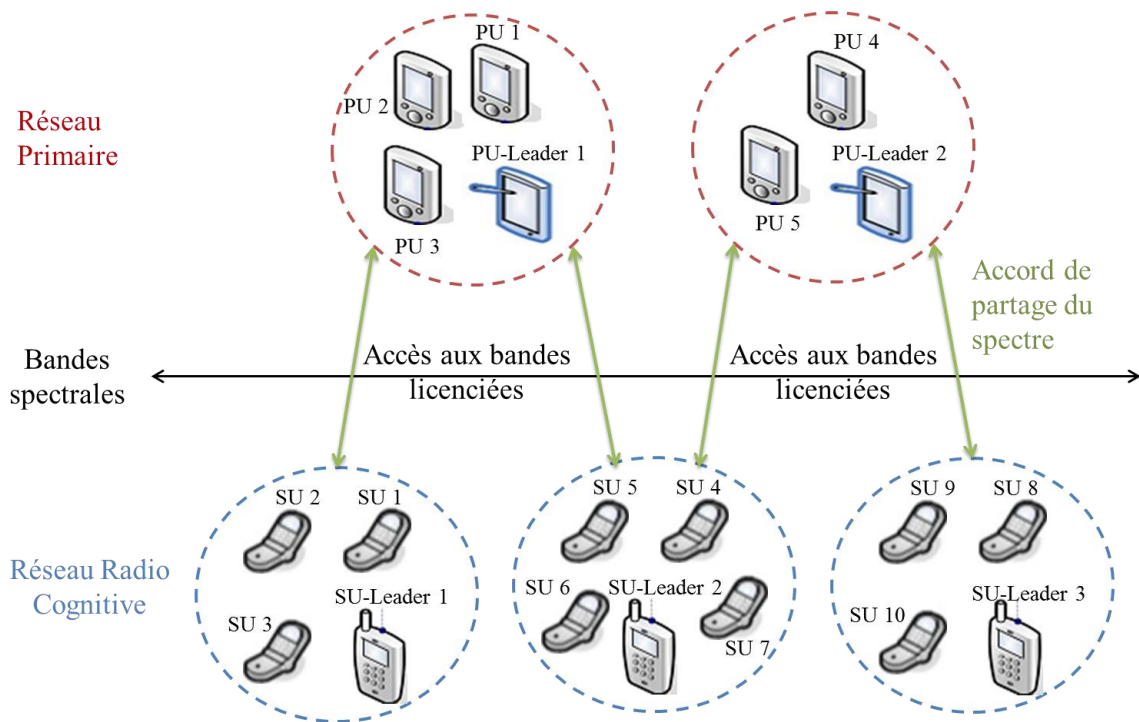 PU 1
PU 4
PU 2
Réseau
Primaire
PU-Leader 1
PU-Leader 2
PU 3
PU 5
Accord de
partage du
spectre
Bandes
spectrales
Accès aux bandes
licenciées
Accès aux bandes
licenciées
SU 2
SU 1
SU 5
SU 4
SU 9
SU 8
Réseau Radio
Cognitive
SU-Leader 1
SU 3
SU 6
SU-Leader 2
SU 7
SU-Leader 3
SU 10